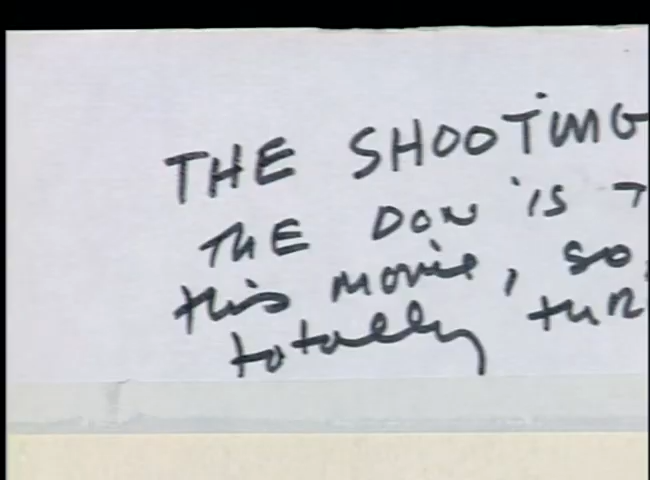 THE SHOOTING
THE DON is
this movie, so
totally